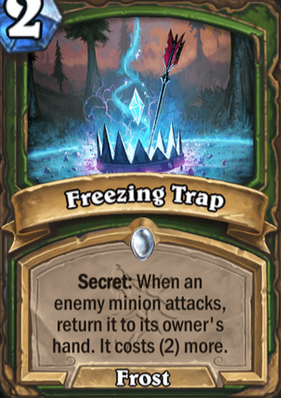 2
Freezing Trap
Secret: When an
enemy minion attacks,
return it to its owner's
hand. It costs (2) more.
Frost